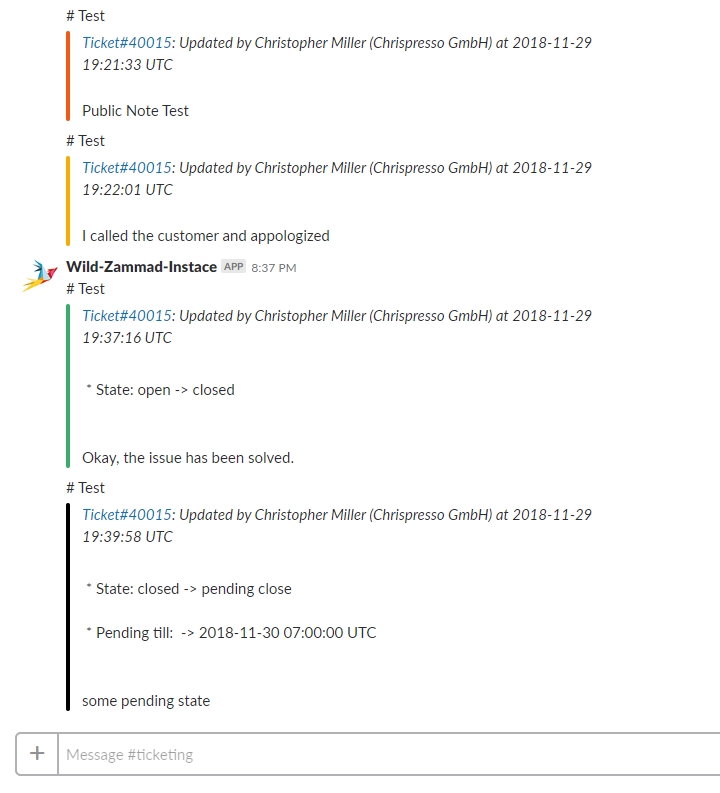 # Test
Ticket#40015: Updated by Christopher Miller (Chrispresso GmbH) at 2018-11-29
19:21:33 UTC
Public Note Test
# Test
Ticket#40015: Updated by Christopher Miller (Chrispresso GmbH) at 2018-11-29
19:22:01 UTC
I called the customer and appologized
Wild-Zammad-Instace APP 8:37 PM
# Test
Ticket#40015: Updated by Christopher Miller (Chrispresso GmbH) at 2018-11-29
19:37:16 UTC
* State: open -> closed
Okay, the issue has been solved.
# Test
Ticket#40015: Updated by Christopher Miller (Chrispresso GmbH) at 2018-11-29
19:39:58 UTC
* State: closed -> pending close
* Pending till:  -> 2018-11-30 07:00:00 UTC
some pending state
+ Message #ticketing